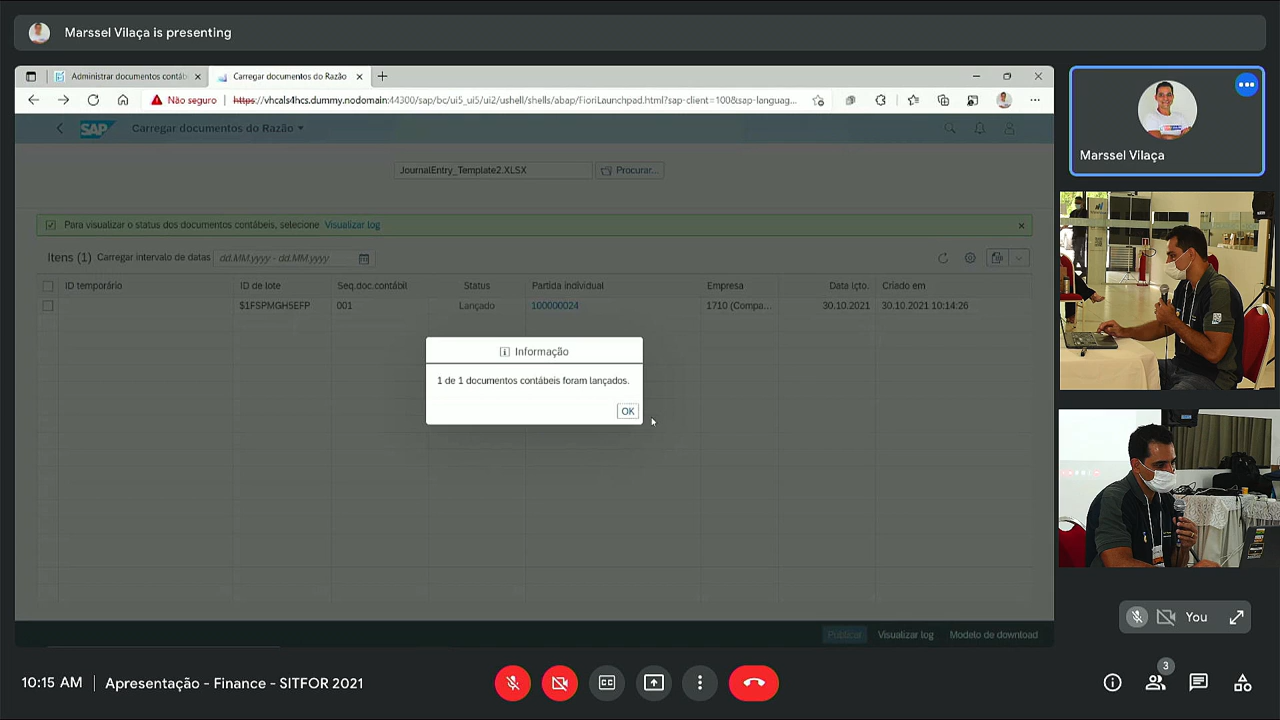 Marssel Vilaça is presenting
Administrar documentos contáb
Carregar documentos do Razão
Não seguro
https://vhcals4hcs.dummy.nodomain:44300/sap/bc/ui5_ui5/ui2/ushell/shells/abap/FioriLaunchpad.html?sap-client=100&sap-languag...
SAP
Carregar documentos do Razão
JournalEntry_Template2.XLSX
Procurar...
Para visualizar o status dos documentos contábeis, selecione Visualizar log
Itens (1) Carregar intervalo de datas dd.MM.yyyy - dd.MM.yyyy
ID temporário ID de lote Seq.doc.contábil Status Partida individual Empresa Data lçto. Criado em
$1FSPMGH5EFP 001 Lançado 100000024 1710 (Compa... 30.10.2021 30.10.2021 10:14:26
Informação
1 de 1 documentos contábeis foram lançados.
OK
Publicar Visualizar log Modelo de download
Marssel Vilaça
You
10:15 AM | Apresentação - Finance - SITFOR 2021
CC
3